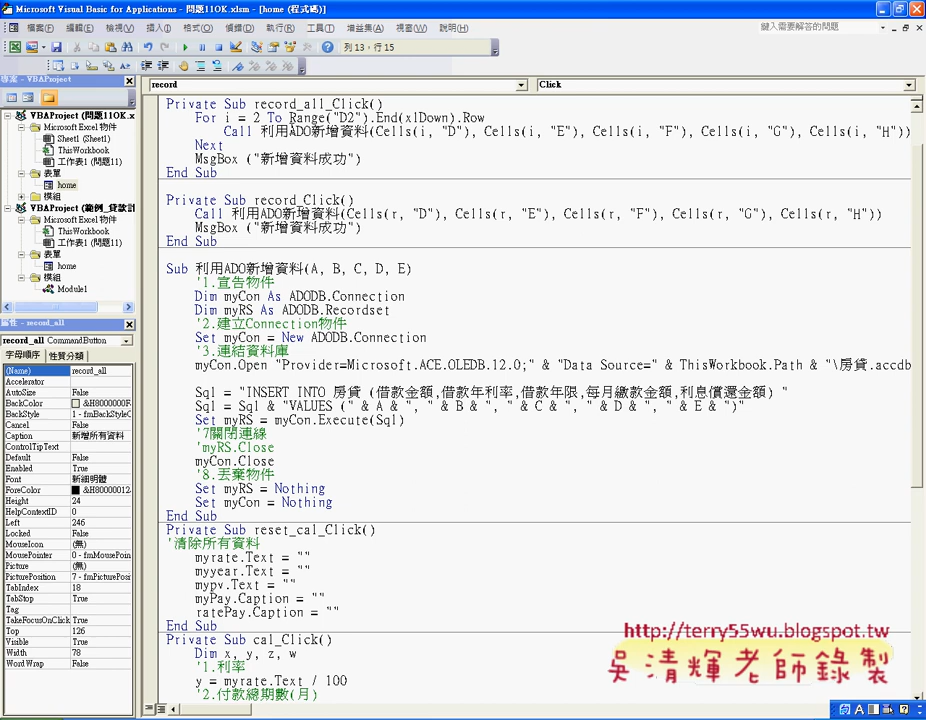 Microsoft Visual Basic for Applications - 問題11OK.xlsm - [home (程式碼)]
檔案(F) 編輯(E) 檢視(V) 插入(I) 格式(O) 偵錯(D) 執行(R) 工具(T) 增益集(A) 視窗(W) 說明(H)
鍵入需要解答的問題
列 13，行 15
專案 - VBAProject
record
Click
VBAProject (問題11OK.x
Microsoft Excel 物件
Sheet1 (Sheet1)
ThisWorkbook
工作表1 (問題11)
表單
home
模組
VBAProject (範例_貸款計
Microsoft Excel 物件
ThisWorkbook
工作表1 (問題11)
表單
home
模組
Module1
屬性 - record_all
record_all CommandButton
字母順序 性質分類
(Name) record_all
Accelerator
AutoSize False
BackColor &H8000000F
BackStyle 1 - fmBackStyleO
Cancel False
Caption 新增所有資料
ControlTipText
Default False
Enabled True
Font 新細明體
ForeColor &H80000012
Height 24
HelpContextID 0
Left 246
Locked False
MouseIcon (無)
MousePointer 0 - fmMousePoin
Picture (無)
PicturePosition 7 - fmPicturePosi
TabIndex 18
TabStop True
Tag
TakeFocusOnClick True
Top 126
Visible True
Width 78
WordWrap False
Private Sub record_all_Click()
For i = 2 To Range("D2").End(xlDown).Row
Call 利用ADO新增資料(Cells(i, "D"), Cells(i, "E"), Cells(i, "F"), Cells(i, "G"), Cells(i, "H"))
Next
MsgBox ("新增資料成功")
End Sub
Private Sub record_Click()
Call 利用ADO新增資料(Cells(r, "D"), Cells(r, "E"), Cells(r, "F"), Cells(r, "G"), Cells(r, "H"))
MsgBox ("新增資料成功")
End Sub
Sub 利用ADO新增資料(A, B, C, D, E)
'1.宣告物件
Dim myCon As ADODB.Connection
Dim myRS As ADODB.Recordset
'2.建立Connection物件
Set myCon = New ADODB.Connection
'3.連結資料庫
myCon.Open "Provider=Microsoft.ACE.OLEDB.12.0;" & "Data Source=" & ThisWorkbook.Path & "\房貸.accdb
Sql = "INSERT INTO 房貸 (借款金額,借款年利率,借款年限,每月繳款金額,利息償還金額) "
Sql = Sql & "VALUES (" & A & ", " & B & ", " & C & ", " & D & ", " & E & ")"
Set myRS = myCon.Execute(Sql)
'7關閉連線
'myRS.Close
myCon.Close
'8.丟棄物件
Set myRS = Nothing
Set myCon = Nothing
End Sub
Private Sub reset_cal_Click()
'清除所有資料
myrate.Text = ""
myyear.Text = ""
mypv.Text = ""
myPay.Caption = ""
ratePay.Caption = ""
End Sub
Private Sub cal_Click()
Dim x, y, z, w
'1.利率
y = myrate.Text / 100
'2.付款總期數(月)
http://terry55wu.blogspot.tw
吳清輝老師錄製